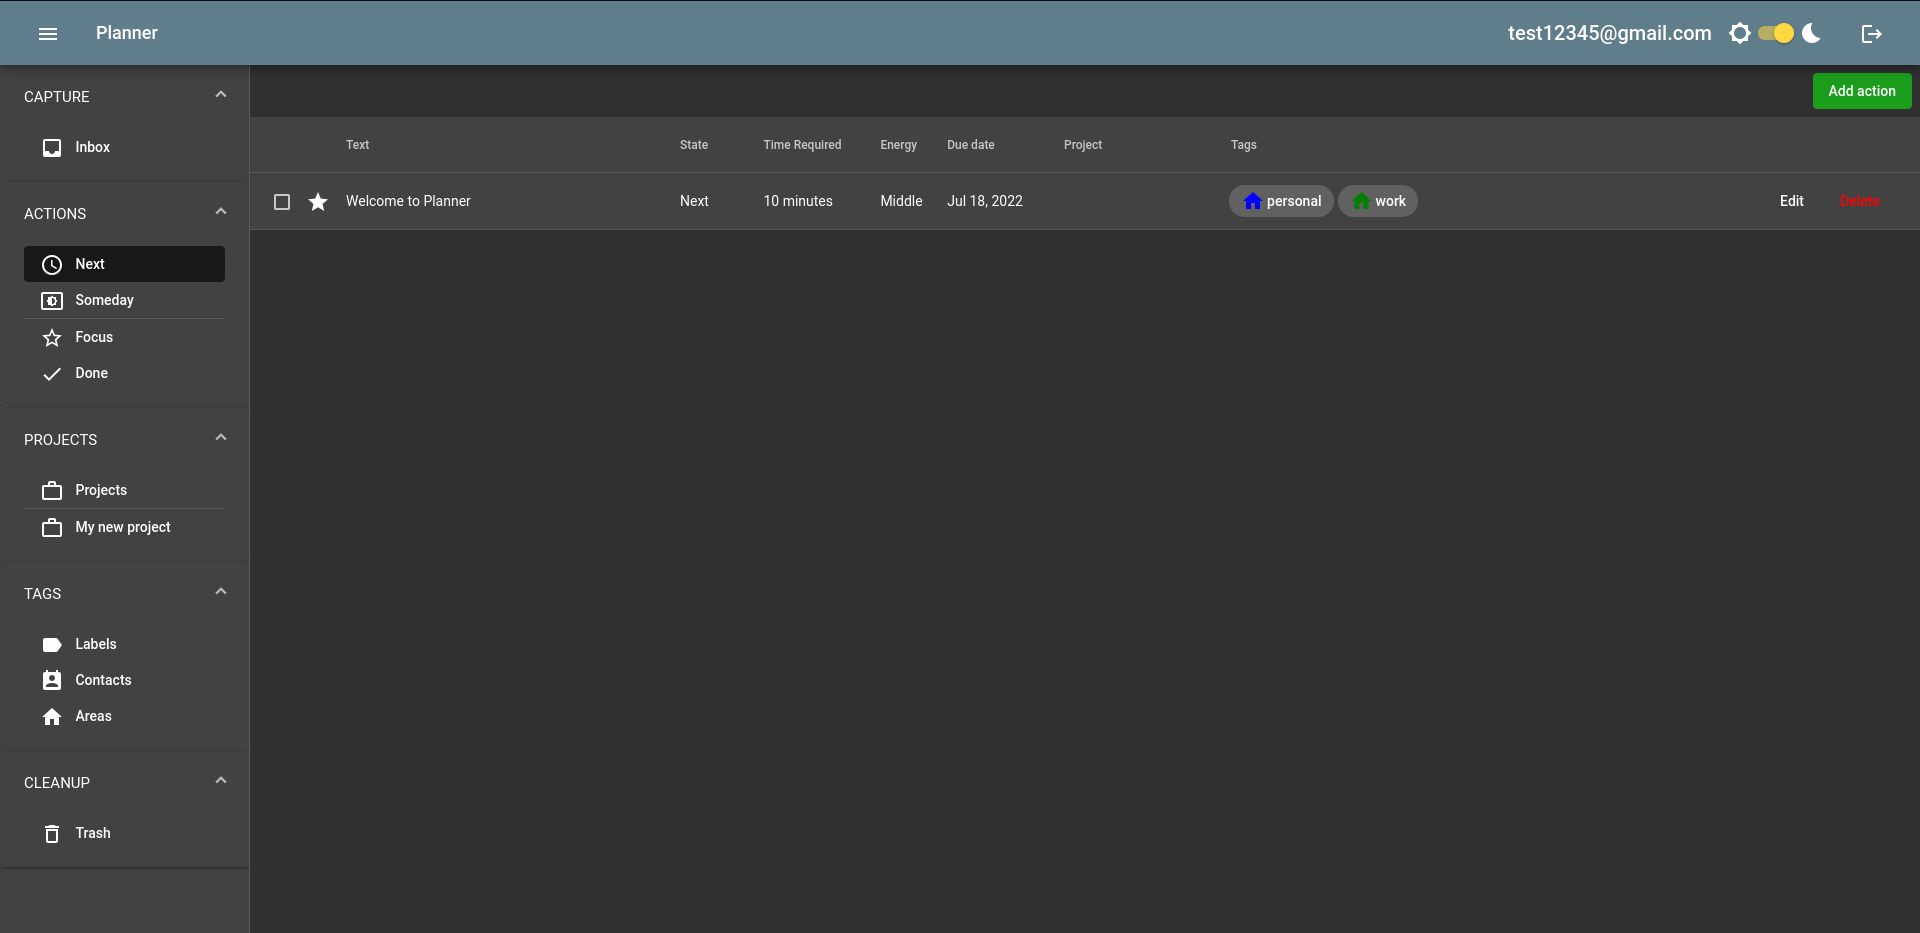 Planner
test12345@gmail.com
CAPTURE
Inbox
ACTIONS
Next
Someday
Focus
Done
PROJECTS
Projects
My new project
TAGS
Labels
Contacts
Areas
CLEANUP
Trash
Add action
Text State Time Required Energy Due date Project Tags
Welcome to Planner Next 10 minutes Middle Jul 18, 2022 personal work Edit Delete